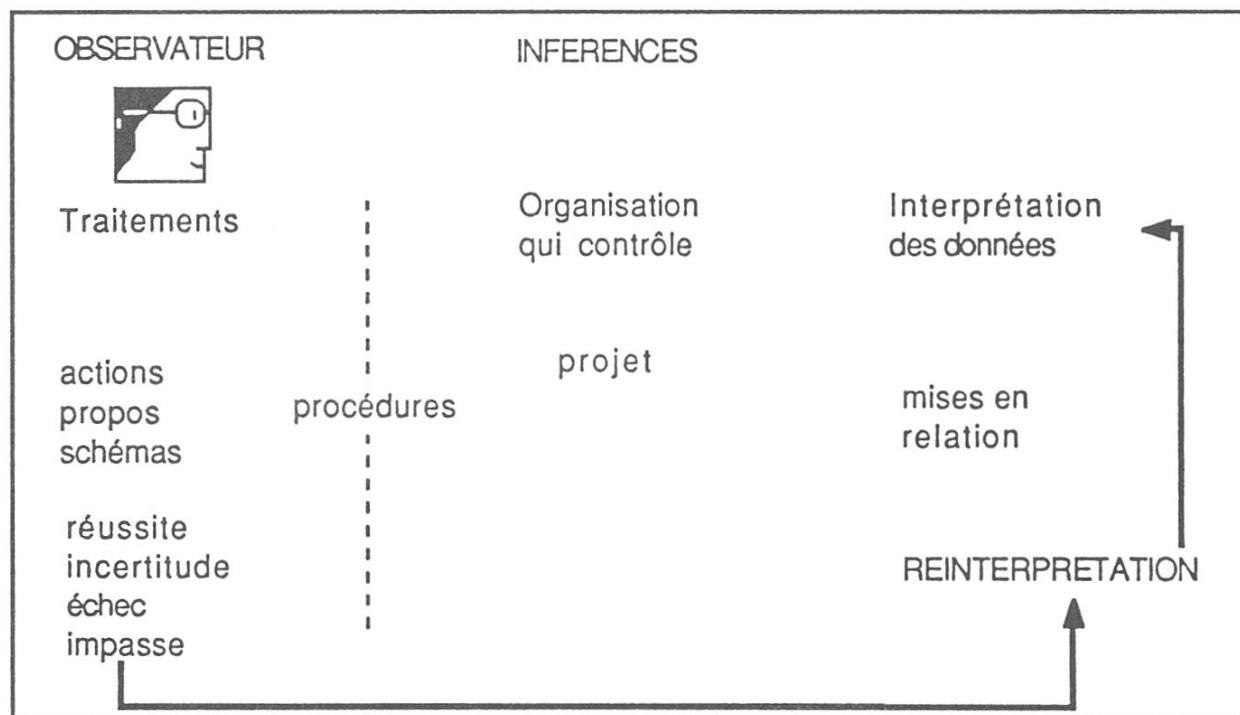 OBSERVATEUR
INFERENCES
Traitements
Organisation
qui contrôle
Interprétation
des données
actions
propos
schémas
procédures
projet
mises en
relation
réussite
incertitude
échec
impasse
REINTERPRETATION